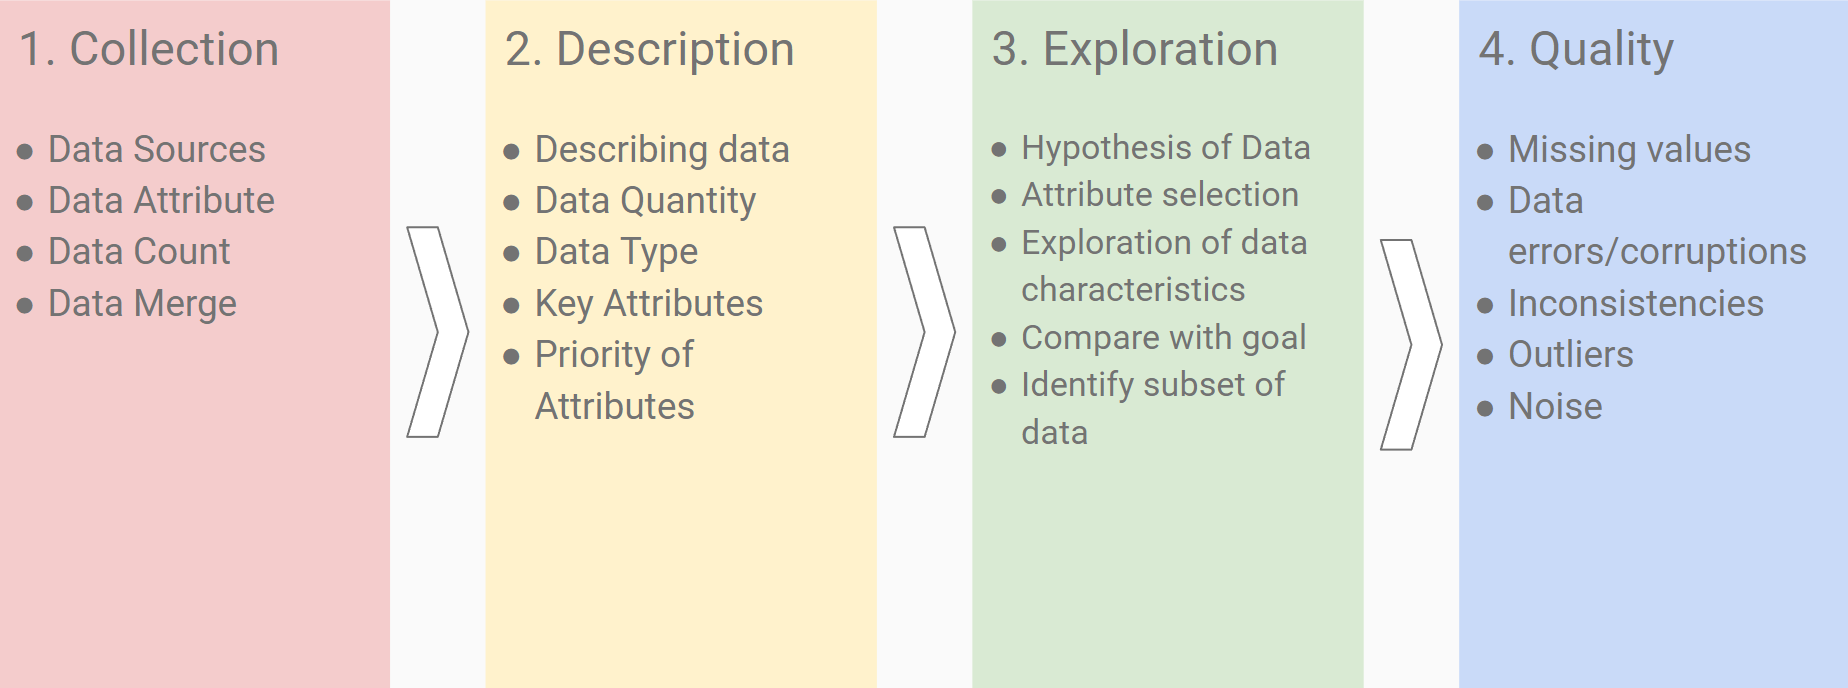 1. Collection
● Data Sources
● Data Attribute
● Data Count
● Data Merge
2. Description
● Describing data
● Data Quantity
● Data Type
● Key Attributes
● Priority of
Attributes
3. Exploration
● Hypothesis of Data
● Attribute selection
● Exploration of data
characteristics
● Compare with goal
● Identify subset of
data
4. Quality
● Missing values
● Data
errors/corruptions
● Inconsistencies
● Outliers
● Noise